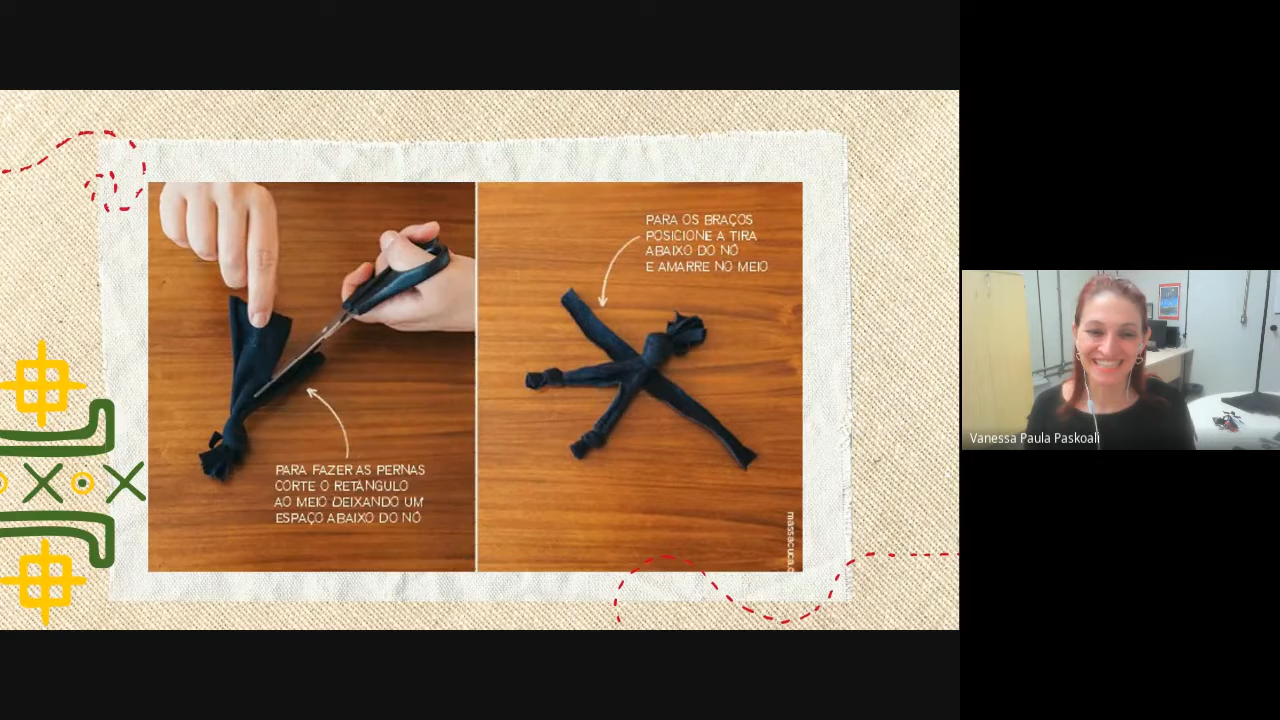 PARA OS BRAÇOS
POSICIONE A TIRA
ABAIXO DO NÓ
E AMARRE NO MEIO
PARA FAZER AS PERNAS
CORTE O RETÂNGULO
AO MEIO DEIXANDO UM
ESPAÇO ABAIXO DO NÓ
massacuca.c
Vanessa Paula Paskoali